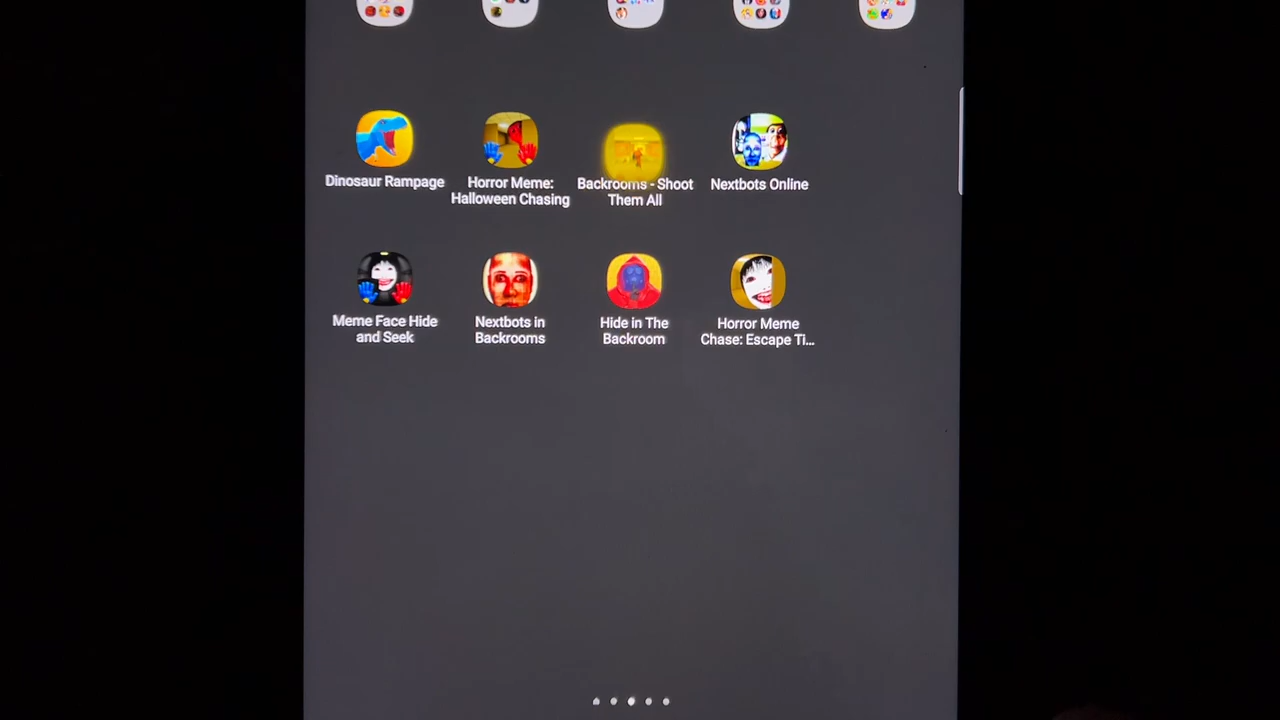 Dinosaur Rampage
Horror Meme:
Halloween Chasing
Backrooms - Shoot
Them All
Nextbots Online
Meme Face Hide
and Seek
Nextbots in
Backrooms
Hide in The
Backroom
Horror Meme
Chase: Escape Ti...